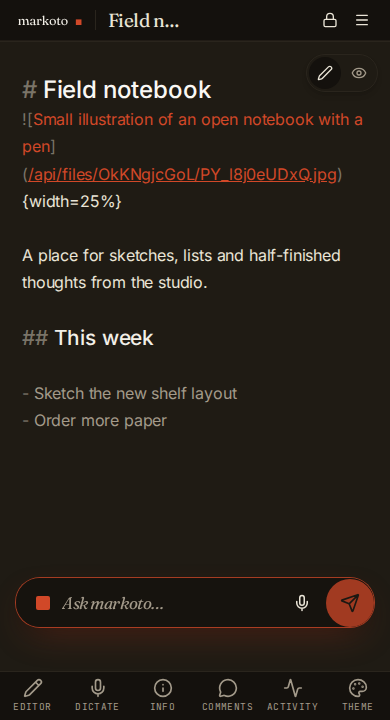 markoto
Field n...
# Field notebook
![Small illustration of an open notebook with a
pen]
(/api/files/OkKNgjcGoL/PY_l8j0eUDxQ.jpg)
{width=25%}
A place for sketches, lists and half-finished
thoughts from the studio.
## This week
- Sketch the new shelf layout
- Order more paper
Ask markoto...
EDITOR
DICTATE
INFO
COMMENTS
ACTIVITY
THEME